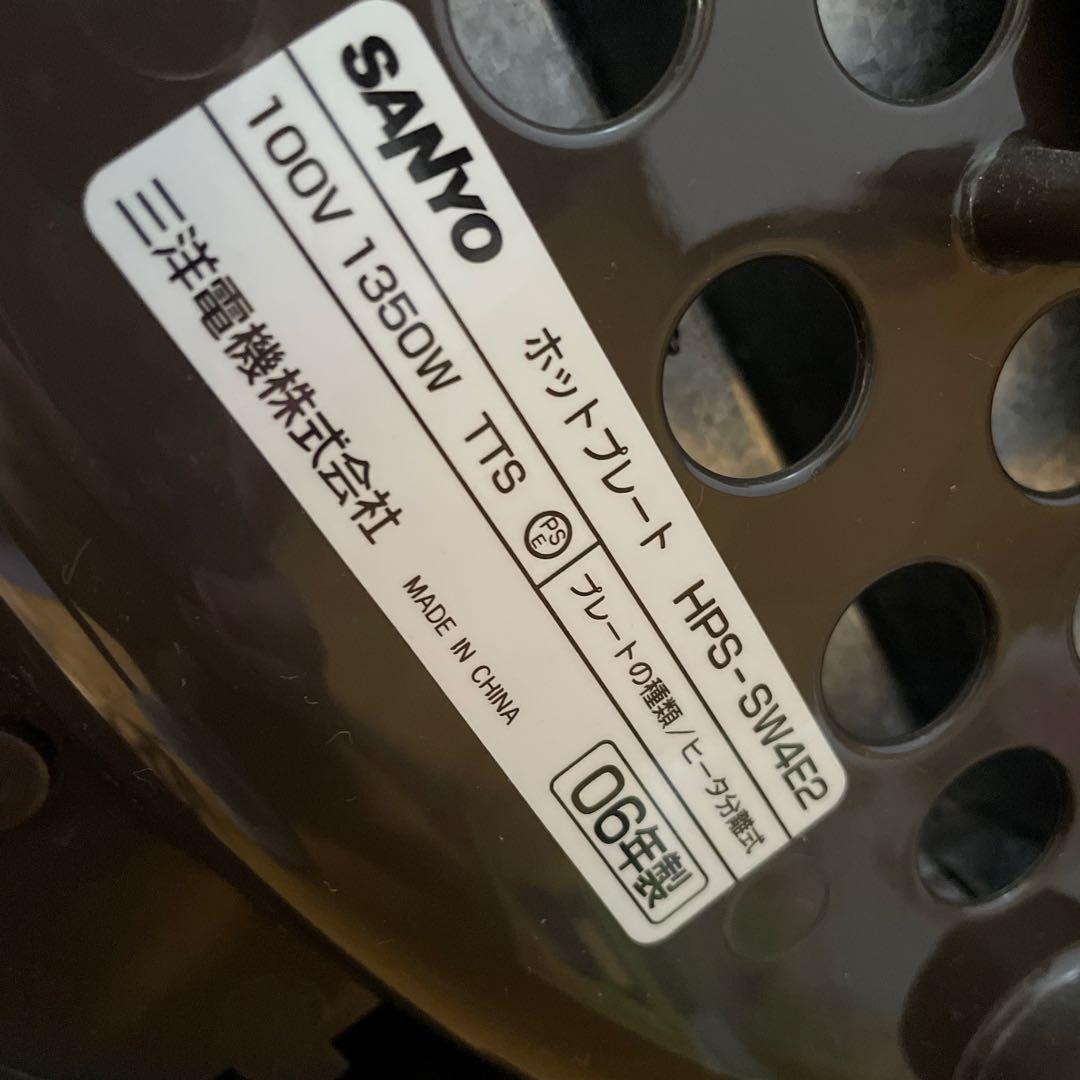 SANYO ホットプレート HPS-SW4E2
100V 1350W TTS PSE プレートの種類/ヒータ分離式
三洋電機株式会社 MADE IN CHINA 06年製